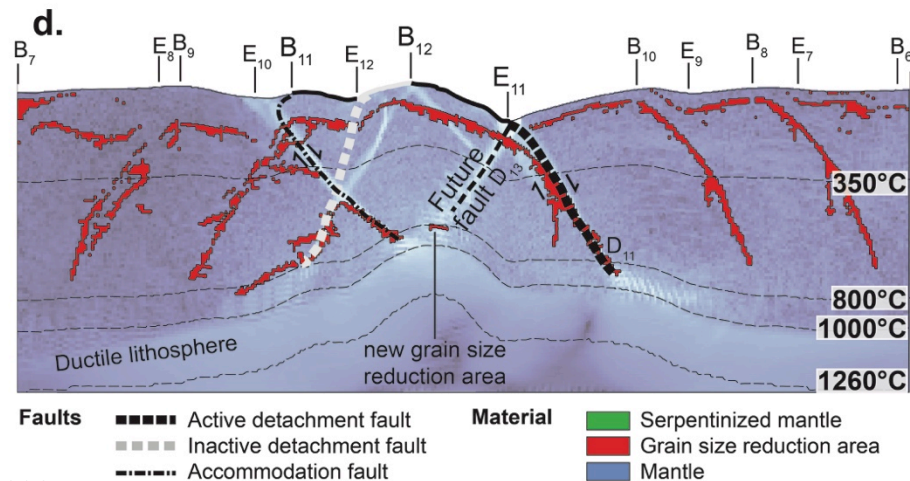 d.
B7 E8 B9 E10 B11 E12 B12 E11 B10 E9 B8 E7 B6
350°C
Future
fault D13
D11
800°C
1000°C
Ductile lithosphere
new grain size
reduction area
1260°C
Faults Material
Active detachment fault Serpentinized mantle
Inactive detachment fault Grain size reduction area
Accommodation fault Mantle